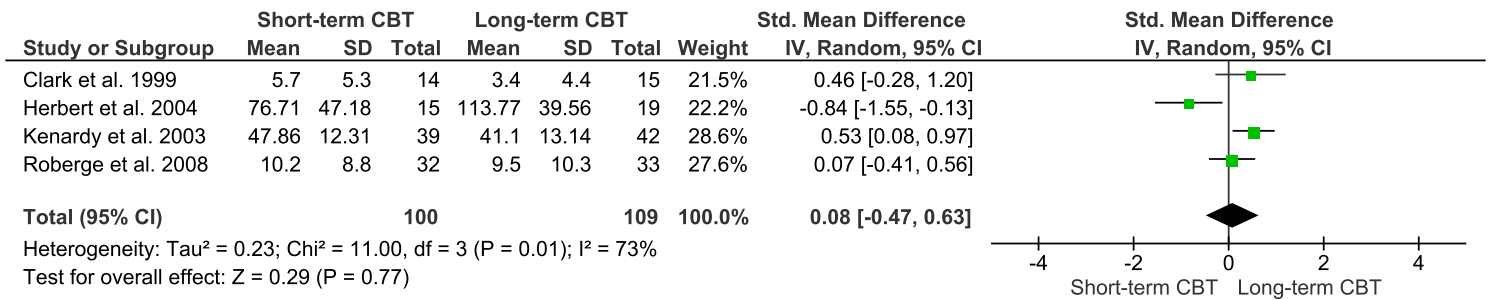 Short-term CBT Long-term CBT Std. Mean Difference Std. Mean Difference
Study or Subgroup Mean SD Total Mean SD Total Weight IV, Random, 95% CI IV, Random, 95% CI
Clark et al. 1999 5.7 5.3 14 3.4 4.4 15 21.5% 0.46 [-0.28, 1.20]
Herbert et al. 2004 76.71 47.18 15 113.77 39.56 19 22.2% -0.84 [-1.55, -0.13]
Kenardy et al. 2003 47.86 12.31 39 41.1 13.14 42 28.6% 0.53 [0.08, 0.97]
Roberge et al. 2008 10.2 8.8 32 9.5 10.3 33 27.6% 0.07 [-0.41, 0.56]
Total (95% CI) 100 109 100.0% 0.08 [-0.47, 0.63]
Heterogeneity: Tau² = 0.23; Chi² = 11.00, df = 3 (P = 0.01); I² = 73%
Test for overall effect: Z = 0.29 (P = 0.77)
-4 -2 0 2 4
Short-term CBT Long-term CBT